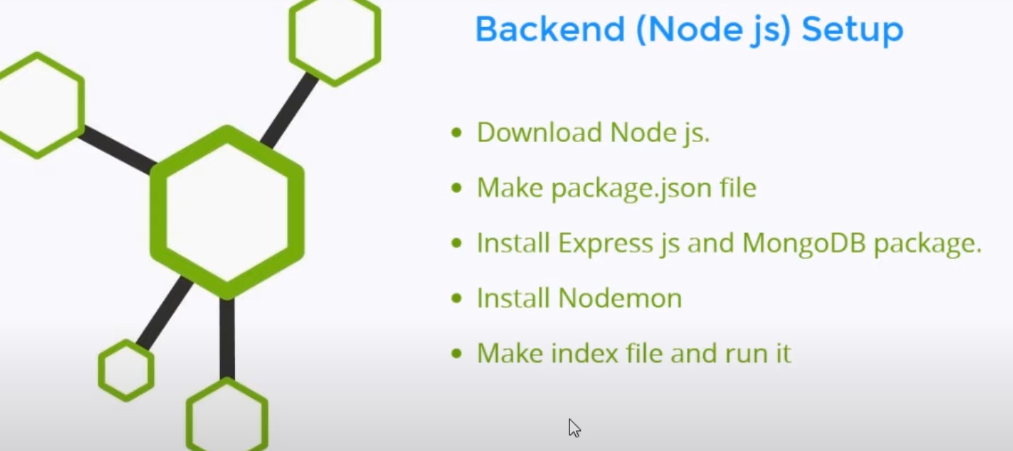 Backend (Node js) Setup
• Download Node js.
• Make package.json file
• Install Express js and MongoDB package.
• Install Nodemon
• Make index file and run it